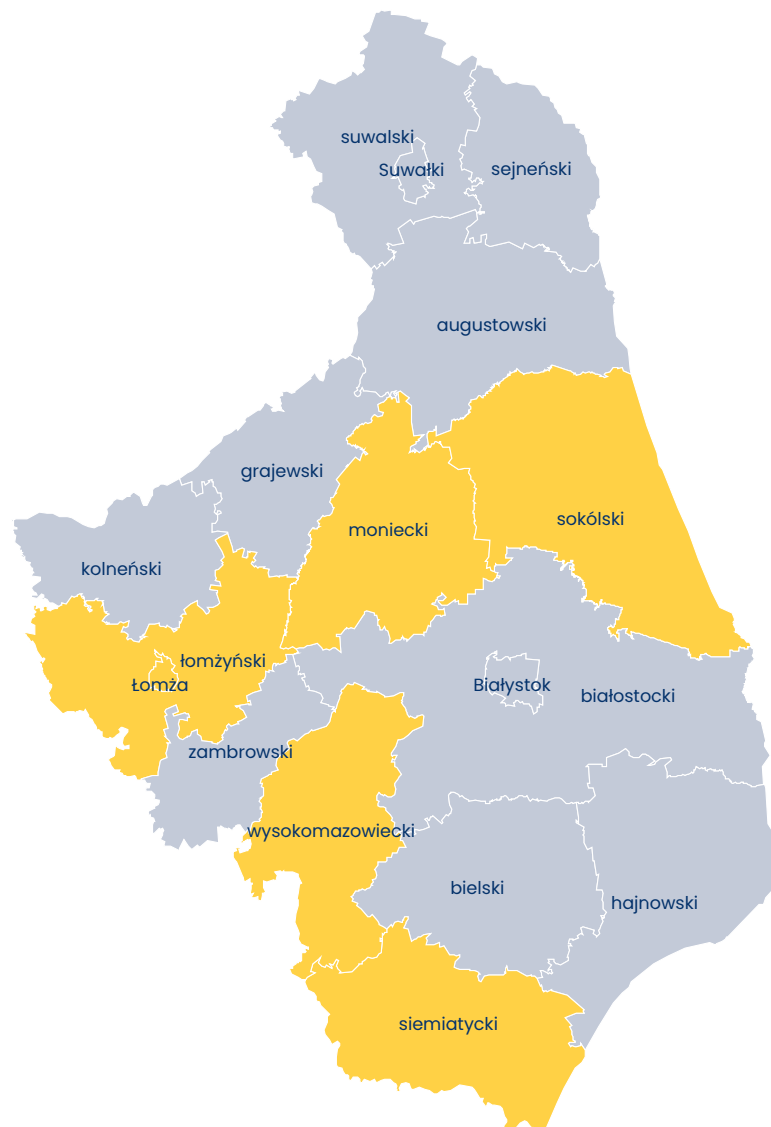 suwalski
Suwałki
sejneński
augustowski
grajewski
sokólski
moniecki
kolneński
łomżyński
Łomża
Białystok
białostocki
zambrowski
wysokomazowiecki
bielski
hajnowski
siemiatycki